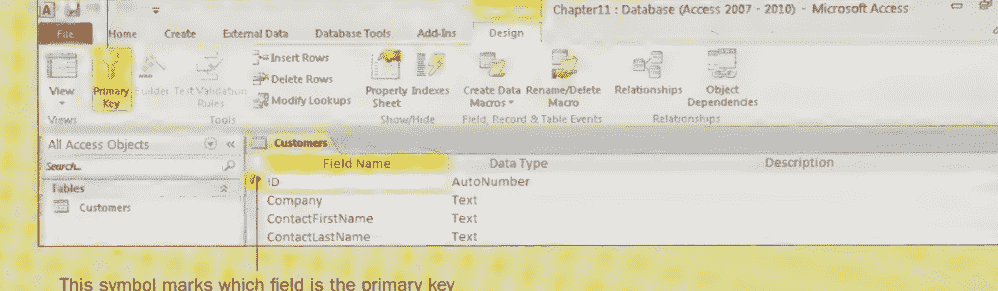 Chapter11 : Database (Access 2007 - 2010) - Microsoft Access
File Home Create External Data Database Tools Add-Ins Design
View
Views
Primary
Key
Builder
Test Validation
Rules
Tools
Insert Rows
Delete Rows
Modify Lookups
Property
Sheet
Indexes
Show/Hide
Create Data
Macros
Rename/Delete
Macro
Field, Record & Table Events
Relationships
Object
Dependencies
Relationships
All Access Objects
Search...
Tables
Customers
Customers
Field Name Data Type Description
ID AutoNumber
Company Text
ContactFirstName Text
ContactLastName Text
This symbol marks which field is the primary key